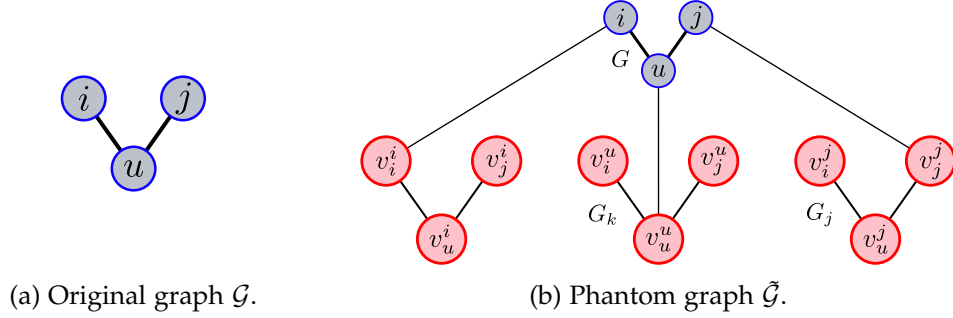 i j
G
u
i j
u
v_i^i v_j^i v_i^u v_j^u v_i^j v_j^j
G_k G_j
v_u^i v_u^u v_u^j
(a) Original graph 𝒢.
(b) Phantom graph 𝒢̃.